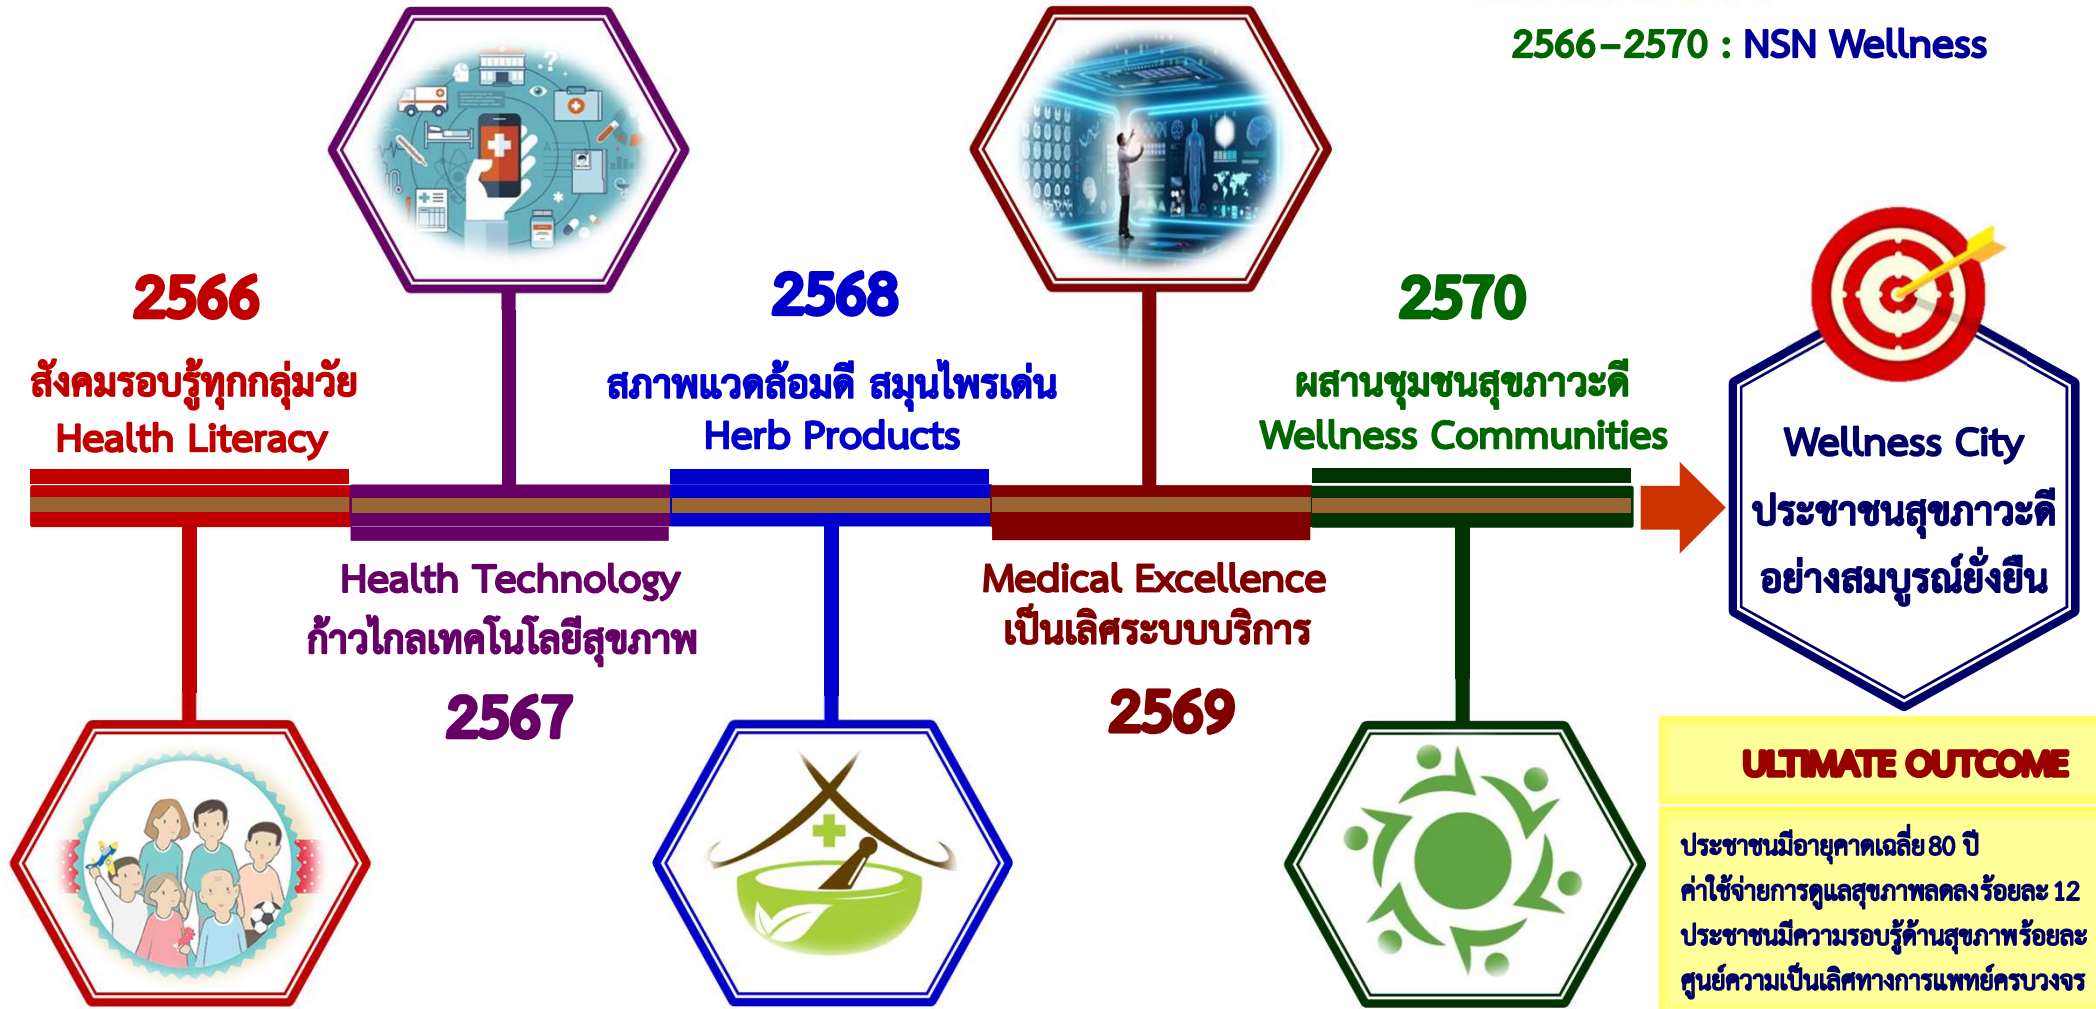 2566-2570 : NSN Wellness
2566
สังคมรอบรู้ทุกกลุ่มวัย
Health Literacy
Health Technology
ก้าวไกลเทคโนโลยีสุขภาพ
2567
2568
สภาพแวดล้อมดี สมุนไพรเด่น
Herb Products
Medical Excellence
เป็นเลิศระบบบริการ
2569
2570
ผสานชุมชนสุขภาวะดี
Wellness Communities
Wellness City
ประชาชนสุขภาวะดี
อย่างสมบูรณ์ยั่งยืน
ULTIMATE OUTCOME
ประชาชนมีอายุคาดเฉลี่ย 80 ปี
ค่าใช้จ่ายการดูแลสุขภาพลดลงร้อยละ 12
ประชาชนมีความรอบรู้ด้านสุขภาพร้อยละ
ศูนย์ความเป็นเลิศทางการแพทย์ครบวงจร